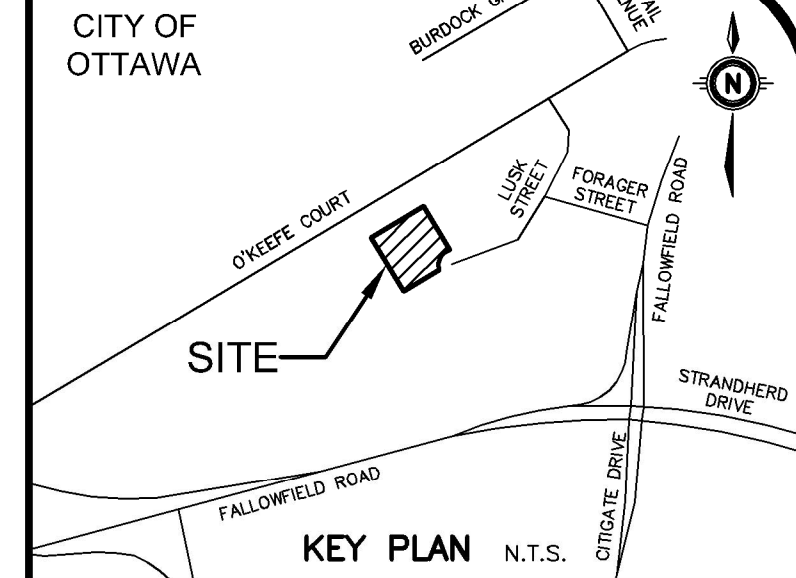 CITY OF
OTTAWA
BURDOCK
N
LUSK
STREET
FORAGER
STREET
FALLOWFIELD ROAD
O'KEEFE COURT
SITE
STRANDHERD
DRIVE
CITIGATE DRIVE
FALLOWFIELD ROAD
KEY PLAN N.T.S.